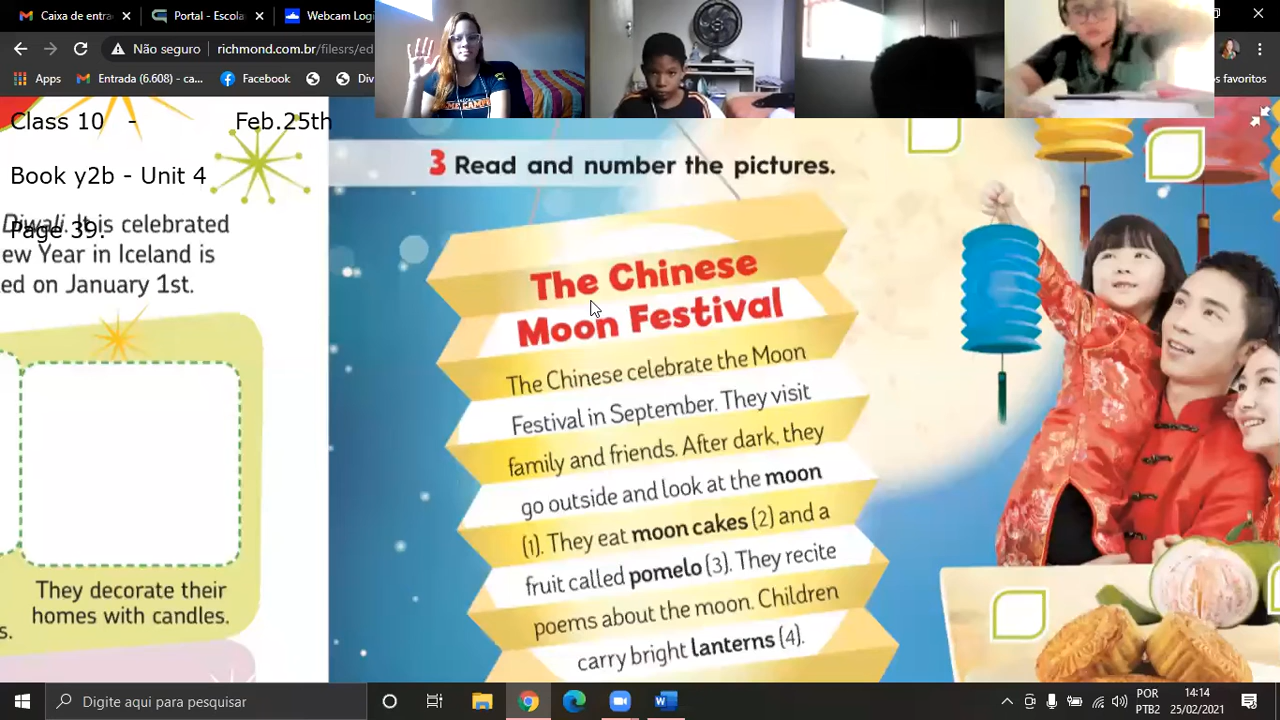 Caixa de entra
Portal - Escola
Webcam Login
Não seguro
richmond.com.br/filesrs/ed
Apps
Entrada (6.608) - ca...
Facebook
Div
s favoritos
Class 10 - Feb.25th
Book y2b - Unit 4
Page 39.
Diwali. It is celebrated
ew Year in Iceland is
ed on January 1st.
They decorate their
homes with candles.
s.
3 Read and number the pictures.
The Chinese
Moon Festival
The Chinese celebrate the Moon
Festival in September. They visit
family and friends. After dark, they
go outside and look at the moon
(1). They eat moon cakes (2) and a
fruit called pomelo (3). They recite
poems about the moon. Children
carry bright lanterns (4).
Digite aqui para pesquisar
POR
PTB2
14:14
25/02/2021